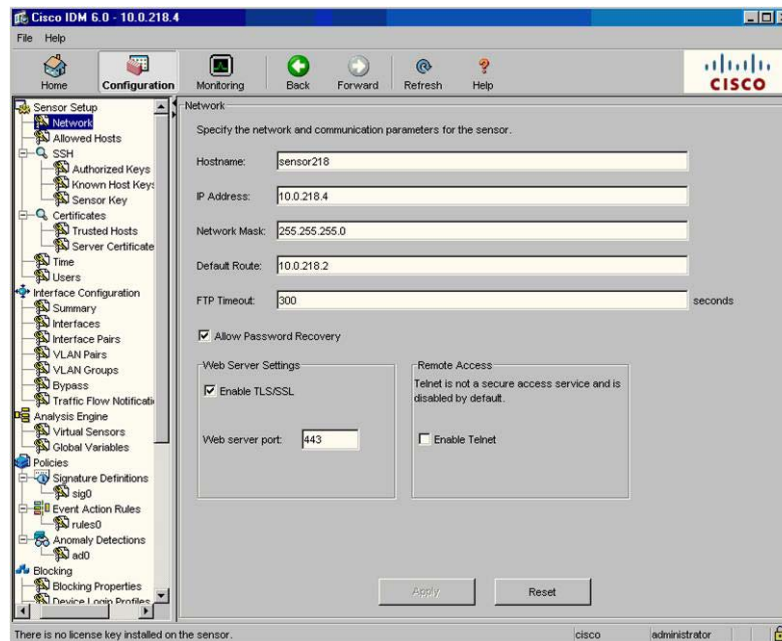 Cisco IDM 6.0 - 10.0.218.4
File Help
Home Configuration Monitoring Back Forward Refresh Help
CISCO
Sensor Setup
Network
Allowed Hosts
SSH
Authorized Keys
Known Host Keys
Sensor Key
Certificates
Trusted Hosts
Server Certificate
Time
Users
Interface Configuration
Summary
Interfaces
Interface Pairs
VLAN Pairs
VLAN Groups
Bypass
Traffic Flow Notificati
Analysis Engine
Virtual Sensors
Global Variables
Policies
Signature Definitions
sig0
Event Action Rules
rules0
Anomaly Detections
ad0
Blocking
Blocking Properties
Device Login Profiles
Network
Specify the network and communication parameters for the sensor.
Hostname: sensor218
IP Address: 10.0.218.4
Network Mask: 255.255.255.0
Default Route: 10.0.218.2
FTP Timeout: 300 seconds
Allow Password Recovery
Web Server Settings
Enable TLS/SSL
Web server port: 443
Remote Access
Telnet is not a secure access service and is
disabled by default.
Enable Telnet
Apply Reset
There is no license key installed on the sensor. cisco administrator